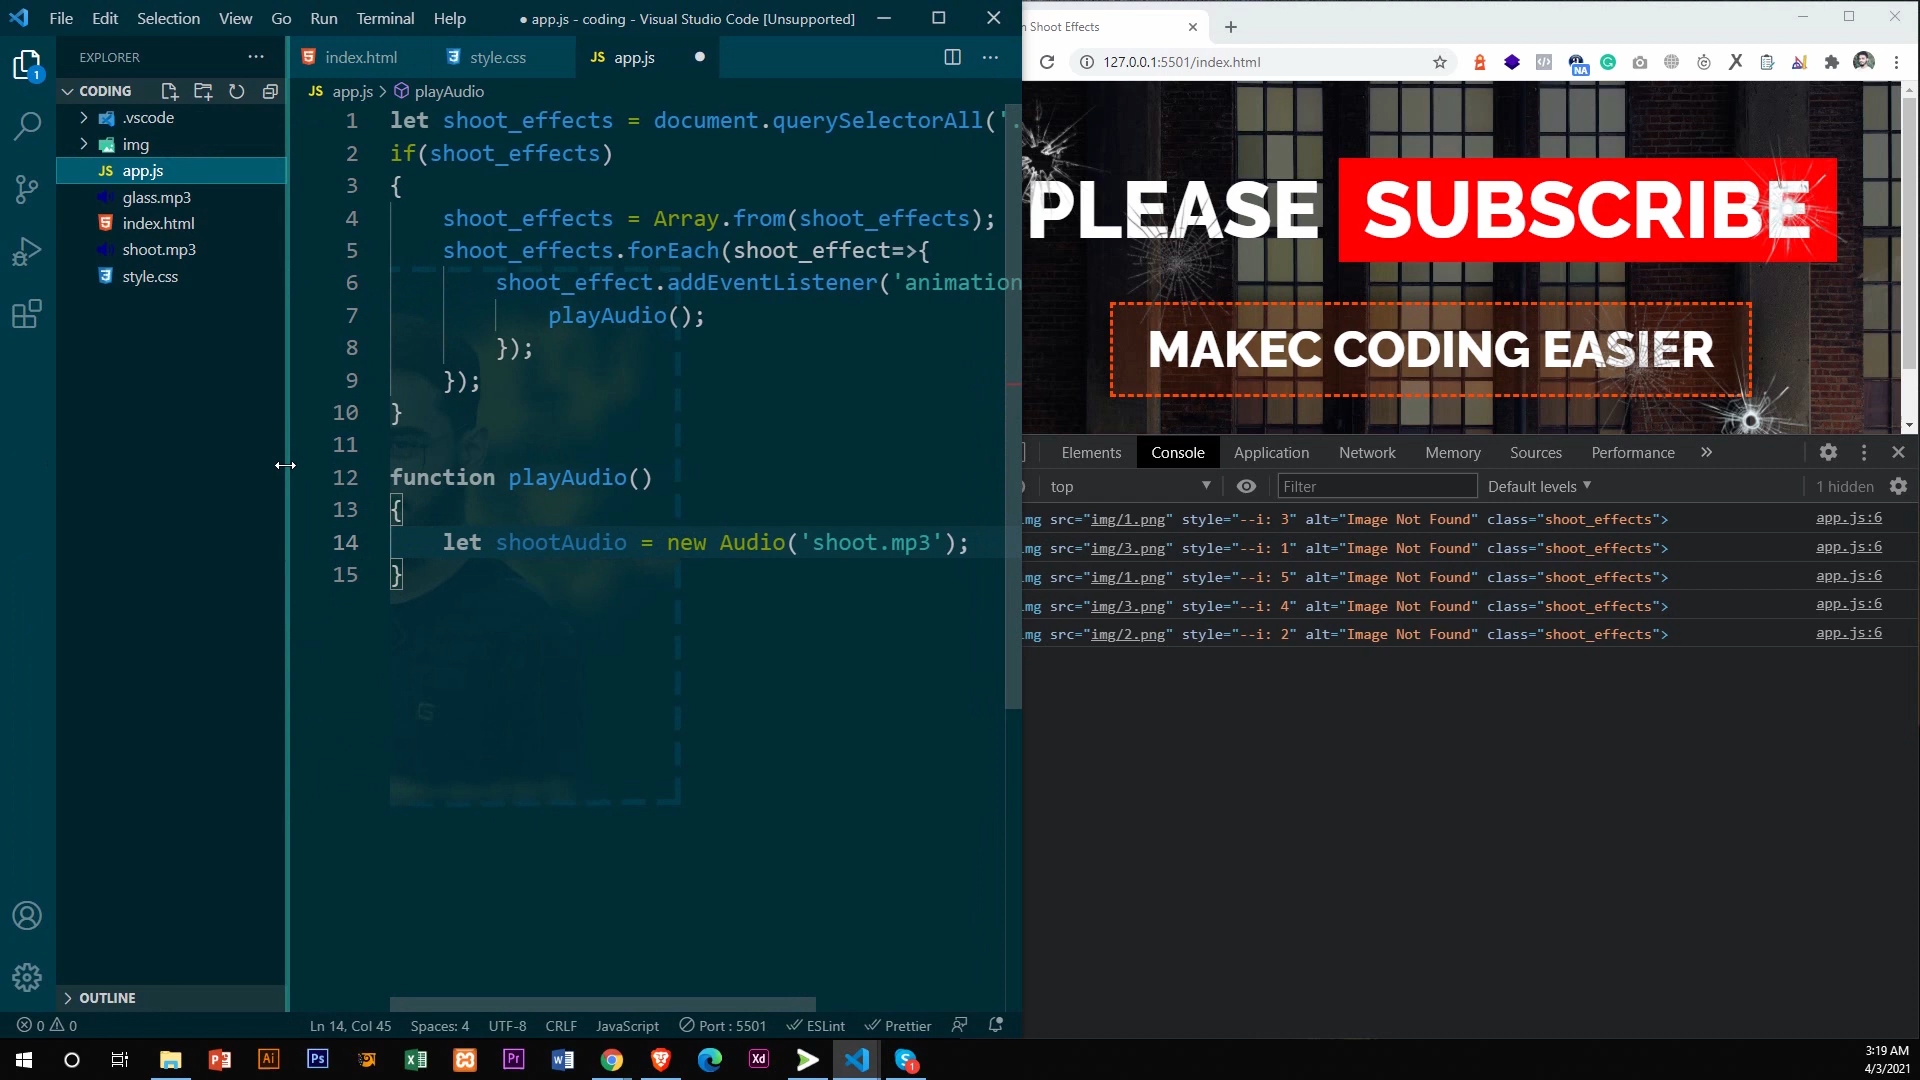 File Edit Selection View Go Run Terminal Help
● app.js - coding - Visual Studio Code [Unsupported]
EXPLORER
CODING
.vscode
img
app.js
glass.mp3
index.html
shoot.mp3
style.css
OUTLINE
index.html
style.css
app.js
app.js > playAudio
1 let shoot_effects = document.querySelectorAll('.
2 if(shoot_effects)
3 {
4 shoot_effects = Array.from(shoot_effects);
5 shoot_effects.forEach(shoot_effect=>{
6 shoot_effect.addEventListener('animation
7 playAudio();
8 });
9 });
10 }
11
12 function playAudio()
13 {
14 let shootAudio = new Audio('shoot.mp3');
15 }
0 0
Ln 14, Col 45 Spaces: 4 UTF-8 CRLF JavaScript Port : 5501 ESLint Prettier
n Shoot Effects
127.0.0.1:5501/index.html
NA
PLEASE SUBSCRIBE
MAKEC CODING EASIER
Elements Console Application Network Memory Sources Performance »
top Filter Default levels 1 hidden
mg src="img/1.png" style="--i: 3" alt="Image Not Found" class="shoot_effects"> app.js:6
mg src="img/3.png" style="--i: 1" alt="Image Not Found" class="shoot_effects"> app.js:6
mg src="img/1.png" style="--i: 5" alt="Image Not Found" class="shoot_effects"> app.js:6
mg src="img/3.png" style="--i: 4" alt="Image Not Found" class="shoot_effects"> app.js:6
mg src="img/2.png" style="--i: 2" alt="Image Not Found" class="shoot_effects"> app.js:6
3:19 AM
4/3/2021